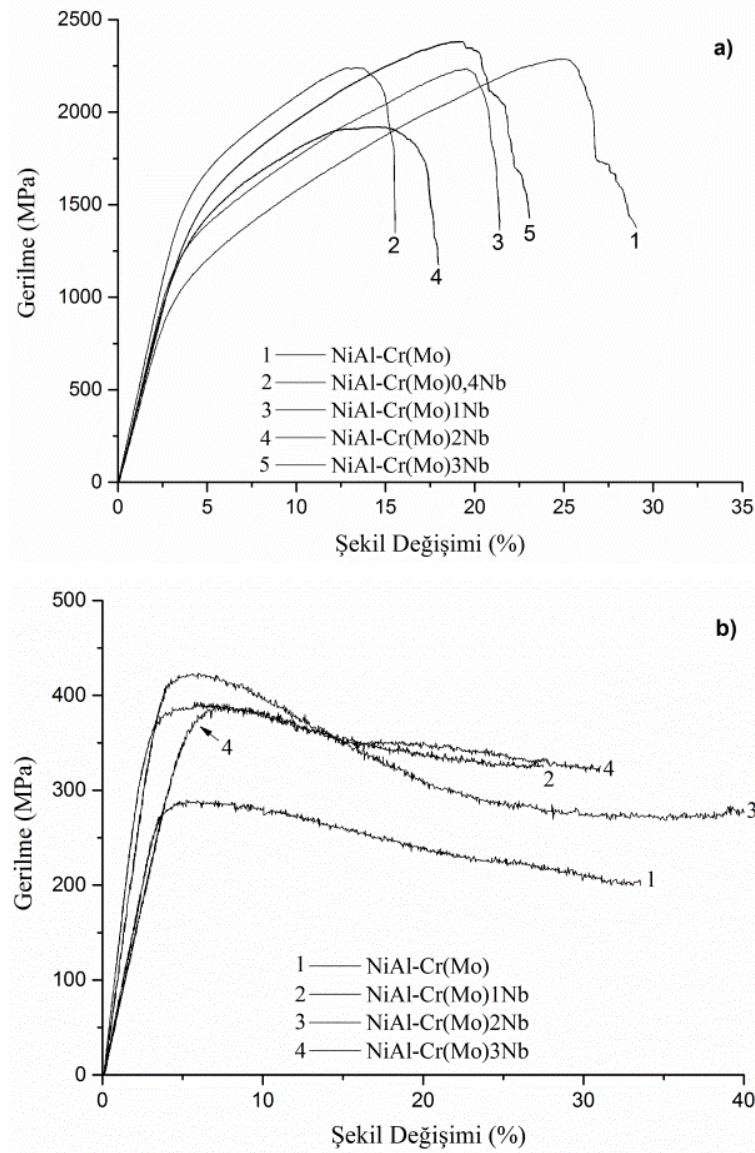 a)
2500
2000
1500
1000
500
0
Gerilme (MPa)
2 4 3 5 1
1 NiAl-Cr(Mo)
2 NiAl-Cr(Mo)0,4Nb
3 NiAl-Cr(Mo)1Nb
4 NiAl-Cr(Mo)2Nb
5 NiAl-Cr(Mo)3Nb
0 5 10 15 20 25 30 35
Şekil Değişimi (%)
b)
500
400
300
200
100
0
Gerilme (MPa)
4
4
2
3
1
1 NiAl-Cr(Mo)
2 NiAl-Cr(Mo)1Nb
3 NiAl-Cr(Mo)2Nb
4 NiAl-Cr(Mo)3Nb
0 10 20 30 40
Şekil Değişimi (%)